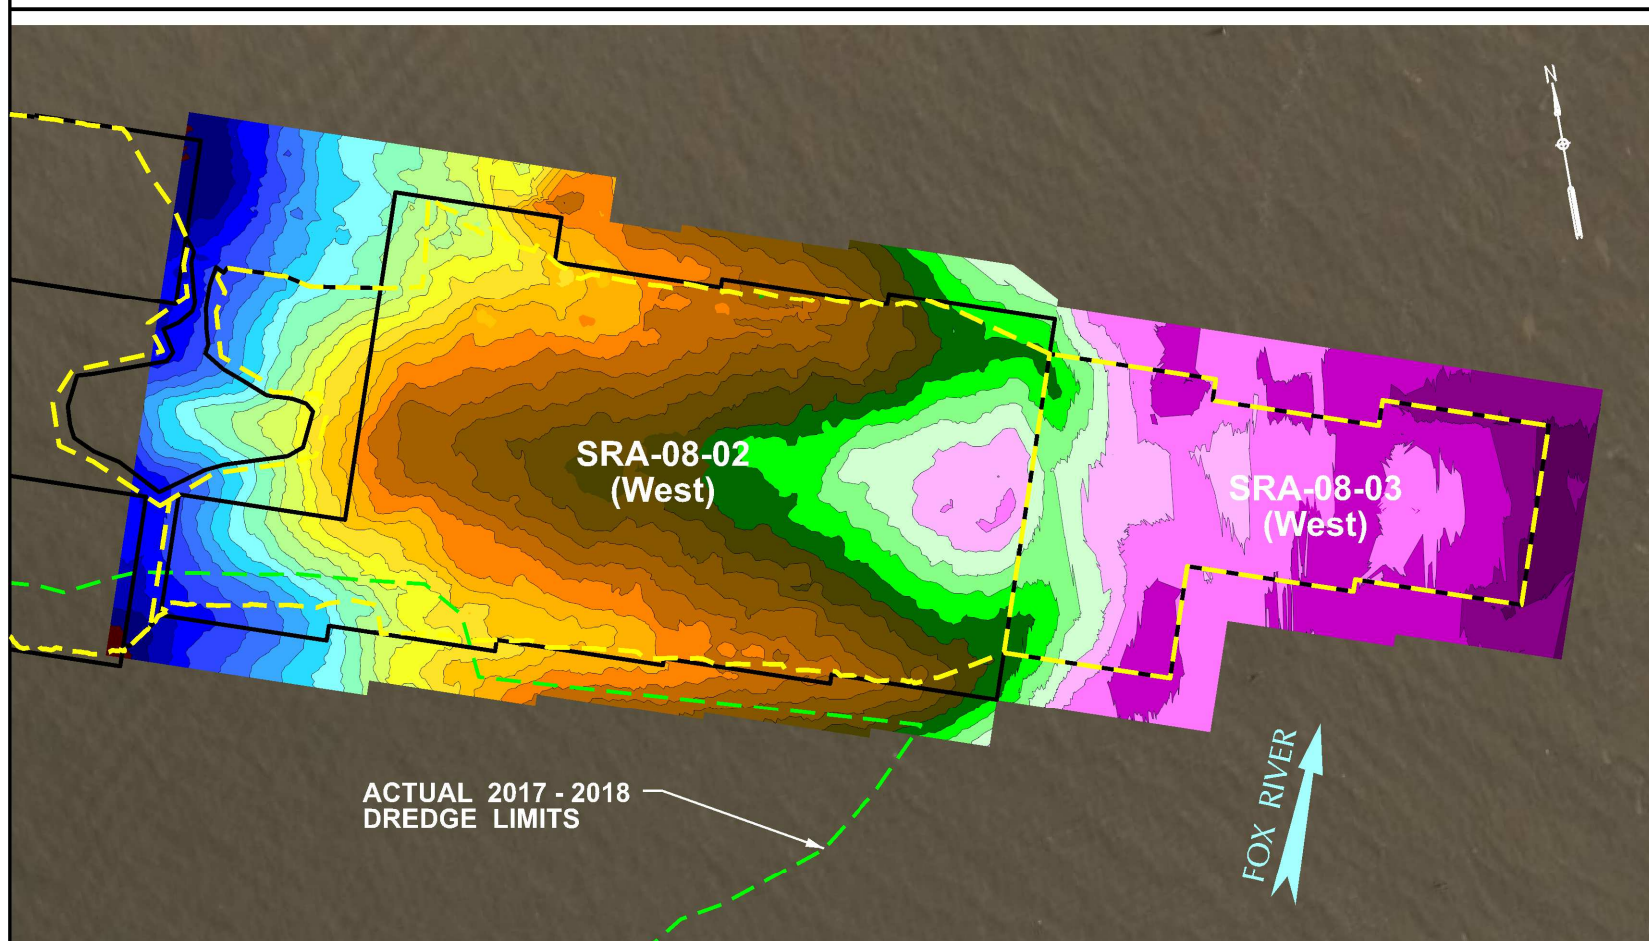 N
SRA-08-02
(West)
SRA-08-03
(West)
ACTUAL 2017 - 2018
DREDGE LIMITS
FOX RIVER